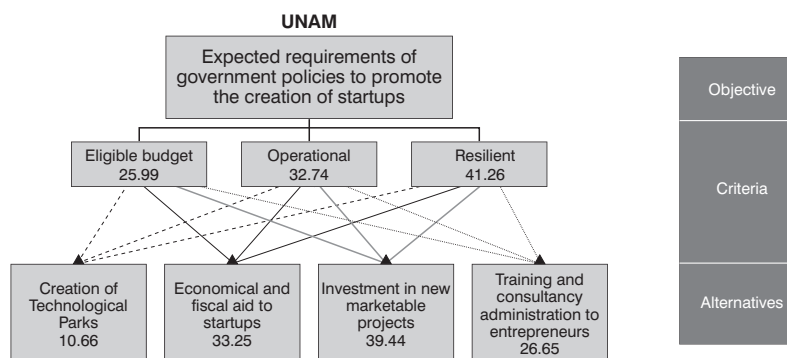 UNAM
Expected requirements of
government policies to promote
the creation of startups
Eligible budget
25.99
Operational
32.74
Resilient
41.26
Creation of
Technological
Parks
10.66
Economical and
fiscal aid to
startups
33.25
Investment in new
marketable
projects
39.44
Training and
consultancy
administration to
entrepreneurs
26.65
Objective
Criteria
Alternatives